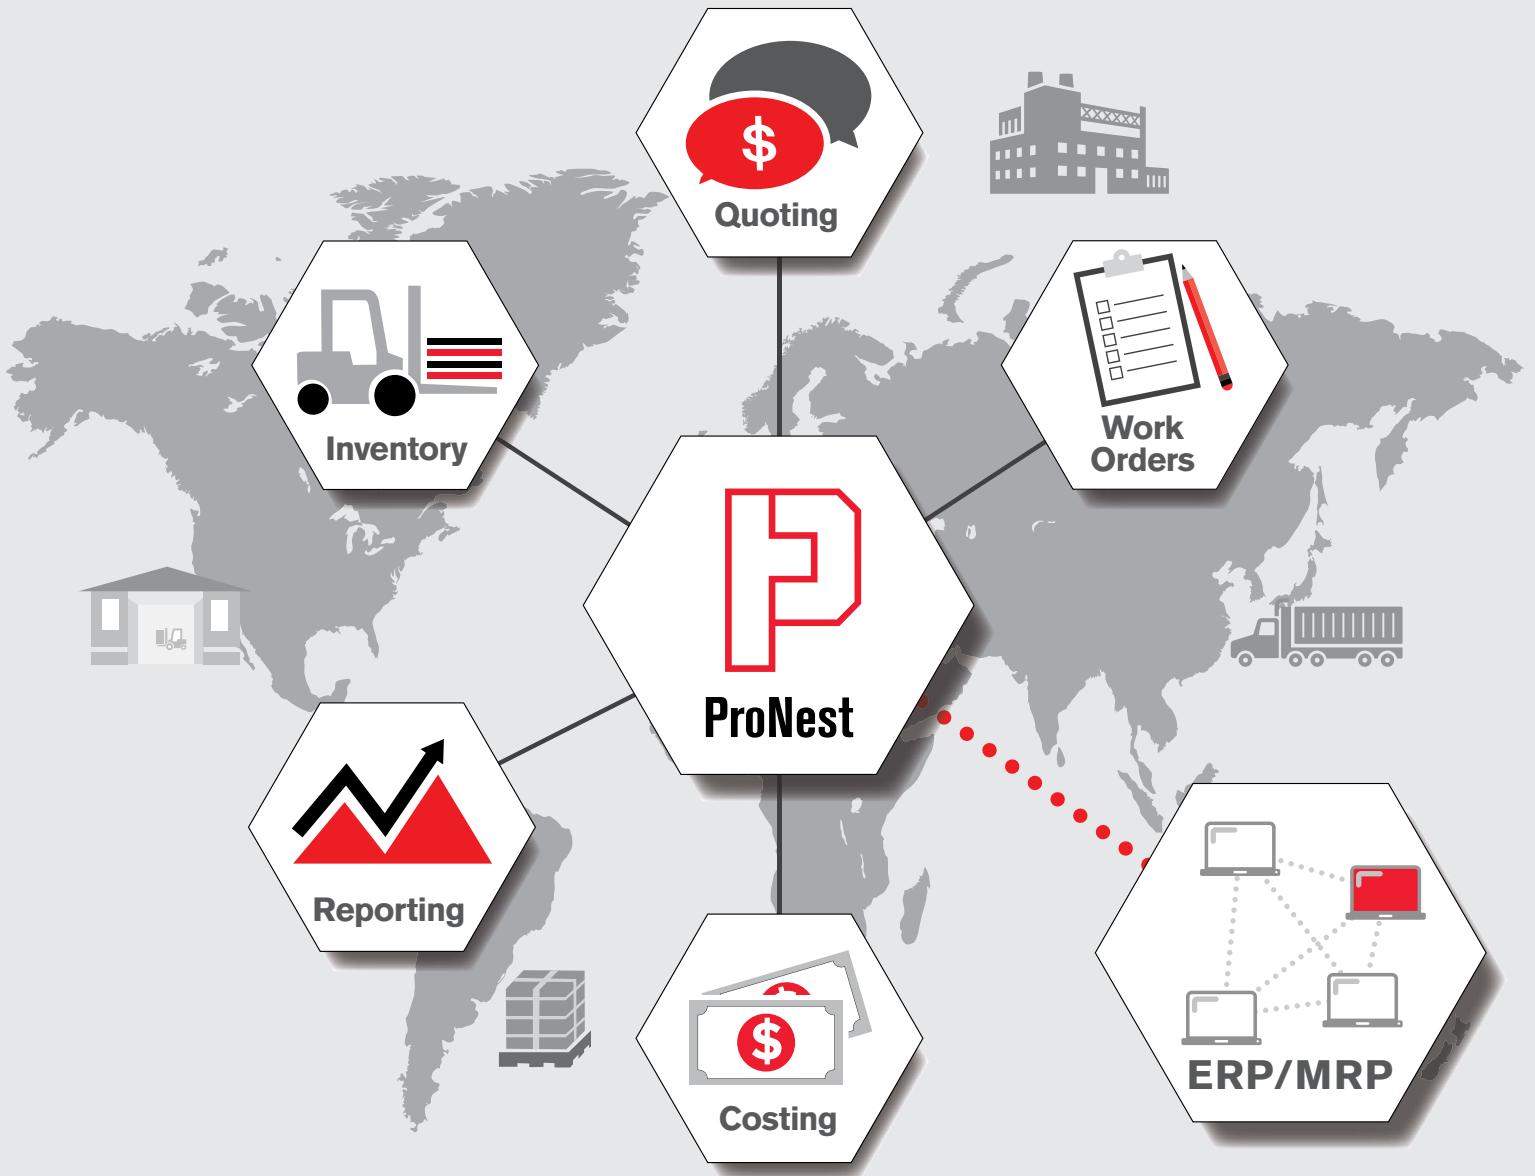 $
Quoting
Inventory
Work
Orders
ProNest
Reporting
$
Costing
ERP/MRP